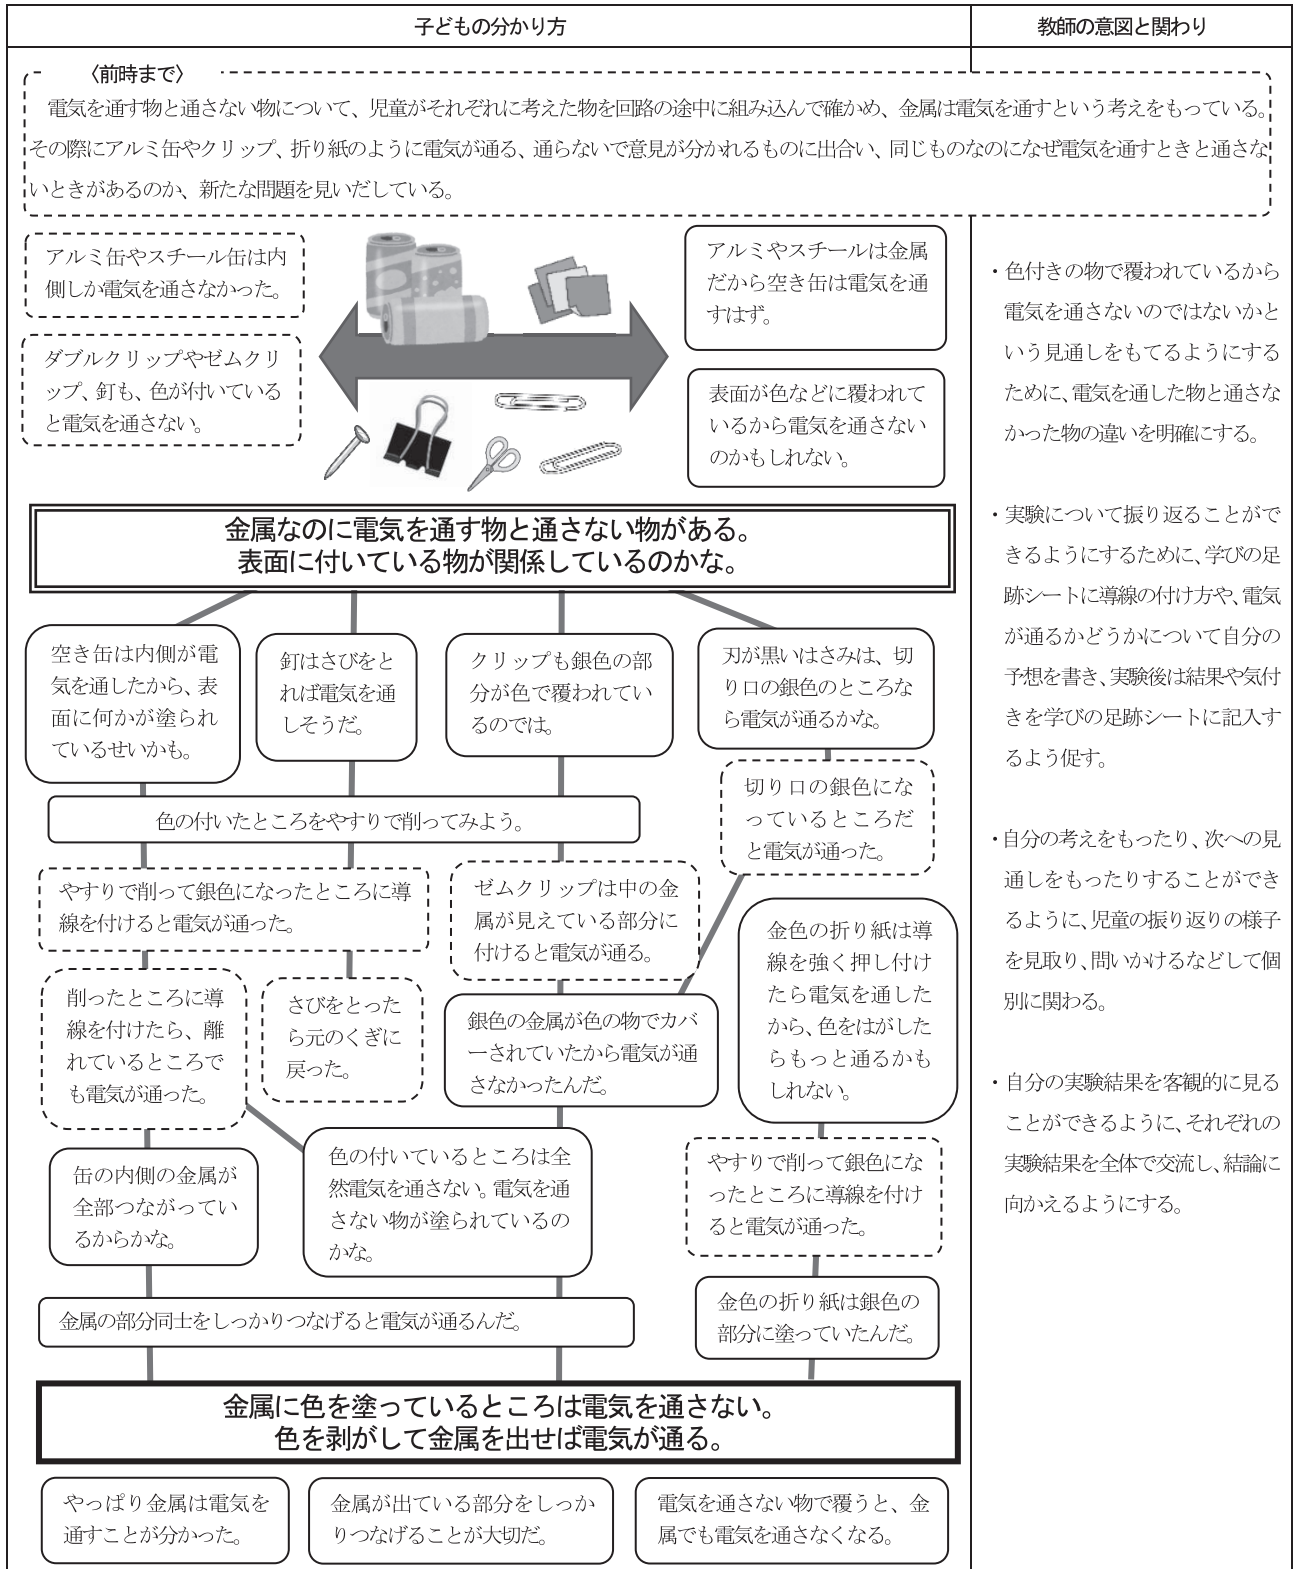 子どもの分かり方
教師の意図と関わり
〈前時まで〉
電気を通す物と通さない物について、児童がそれぞれに考えた物を回路の途中に組み込んで確かめ、金属は電気を通すという考えをもっている。
その際にアルミ缶やクリップ、折り紙のように電気が通る、通らないで意見が分かれるものに出合い、同じものなのになぜ電気を通すときと通さな
いときがあるのか、新たな問題を見いだしている。
アルミ缶やスチール缶は内
側しか電気を通さなかった。
ダブルクリップやゼムクリ
ップ、釘も、色が付いている
と電気を通さない。
アルミやスチールは金属
だから空き缶は電気を通
すはず。
表面が色などに覆われて
いるから電気を通さない
のかもしれない。
金属なのに電気を通す物と通さない物がある。
表面に付いている物が関係しているのかな。
空き缶は内側が電
気を通したから、表
面に何かが塗られ
ているせいかも。
釘はさびをと
れば電気を通
しそうだ。
クリップも銀色の部
分が色で覆われてい
るのでは。
刃が黒いはさみは、切
り口の銀色のところな
ら電気が通るかな。
切り口の銀色にな
っているところだ
と電気が通った。
色の付いたところをやすりで削ってみよう。
やすりで削って銀色になったところに導
線を付けると電気が通った。
ゼムクリップは中の金
属が見えている部分に
付けると電気が通る。
金色の折り紙は導
線を強く押し付け
たら電気を通した
から、色をはがした
らもっと通るかも
しれない。
削ったところに導
線を付けたら、離
れているところで
も電気が通った。
さびをとった
ら元のくぎに
戻った。
銀色の金属が色の物でカバ
ーされていたから電気が通
さなかったんだ。
缶の内側の金属が
全部つながってい
るからかな。
色の付いているところは全
然電気を通さない。電気を通
さない物が塗られているの
かな。
やすりで削って銀色にな
ったところに導線を付け
ると電気が通った。
金属の部分同士をしっかりつなげると電気が通るんだ。
金色の折り紙は銀色の
部分に塗っていたんだ。
金属に色を塗っているところは電気を通さない。
色を剥がして金属を出せば電気が通る。
やっぱり金属は電気を
通すことが分かった。
金属が出ている部分をしっか
りつなげることが大切だ。
電気を通さない物で覆うと、金
属でも電気を通さなくなる。
・色付きの物で覆われているから
電気を通さないのではないかと
いう見通しをもてるようにする
ために、電気を通した物と通さな
かった物の違いを明確にする。
・実験について振り返ることがで
きるようにするために、学びの足
跡シートに導線の付け方や、電気
が通るかどうかについて自分の
予想を書き、実験後は結果や気付
きを学びの足跡シートに記入す
るよう促す。
・自分の考えをもったり、次への見
通しをもったりすることができ
るように、児童の振り返りの様子
を見取り、問いかけるなどして個
別に関わる。
・自分の実験結果を客観的に見る
ことができるように、それぞれの
実験結果を全体で交流し、結論に
向かえるようにする。